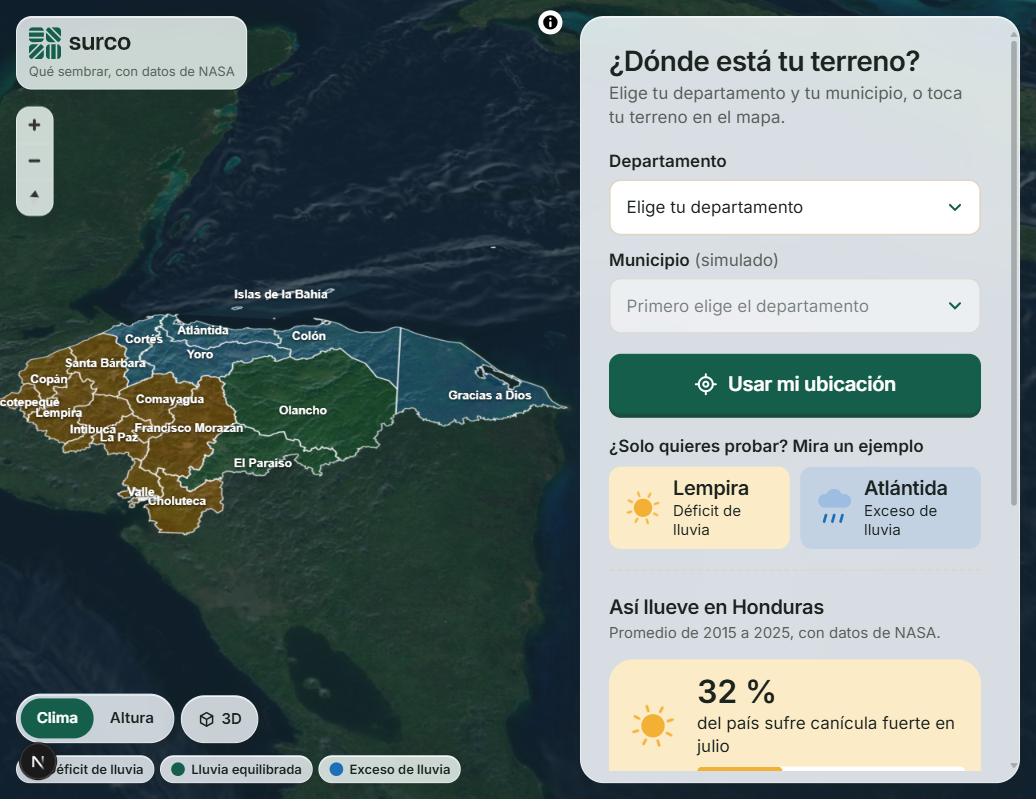 surco
Qué sembrar, con datos de NASA
¿Dónde está tu terreno?
Elige tu departamento y tu municipio, o toca
tu terreno en el mapa.
Departamento
Elige tu departamento
Municipio (simulado)
Primero elige el departamento
Usar mi ubicación
¿Solo quieres probar? Mira un ejemplo
Lempira
Déficit de
lluvia
Atlántida
Exceso de
lluvia
Así llueve en Honduras
Promedio de 2015 a 2025, con datos de NASA.
32 %
del país sufre canícula fuerte en
julio
Islas de la Bahía
Atlántida
Cortés
Colón
Yoro
Santa Bárbara
Copán
Gracias a Dios
Comayagua
cotepeque
Lempira
Olancho
Intibucá
Francisco Morazán
La Paz
El Paraíso
Valle
Choluteca
Clima
Altura
3D
N
éficit de lluvia
Lluvia equilibrada
Exceso de lluvia